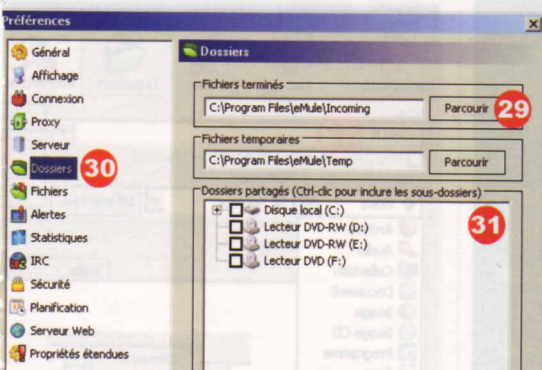 Préférences
Général
Affichage
Connexion
Proxy
Serveur
Dossiers
30
Fichiers
Alertes
Statistiques
IRC
Sécurité
Planification
Serveur Web
Propriétés étendues
Dossiers
Fichiers terminés
C:\Program Files\eMule\Incoming
Parcourir
29
Fichiers temporaires
C:\Program Files\eMule\Temp
Parcourir
Dossiers partagés (Ctrl-clic pour inclure les sous-dossiers)
31
Disque local (C:)
Lecteur DVD-RW (D:)
Lecteur DVD-RW (E:)
Lecteur DVD (F:)